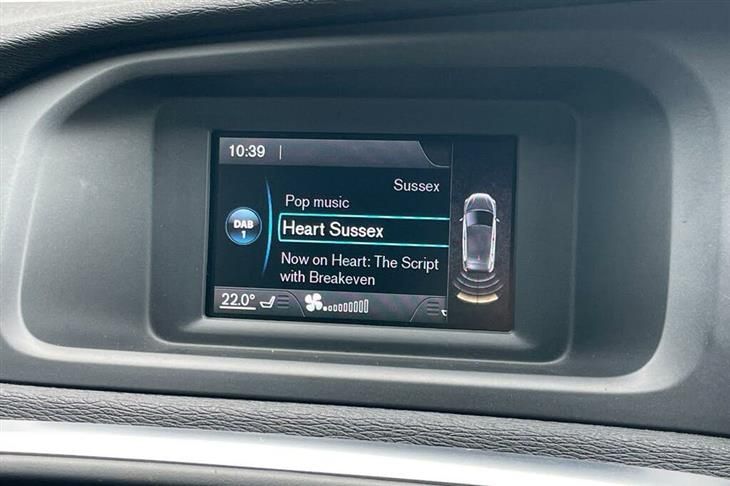 10:39
Sussex
Pop music
DAB
1
Heart Sussex
Now on Heart: The Script
with Breakeven
22.0°